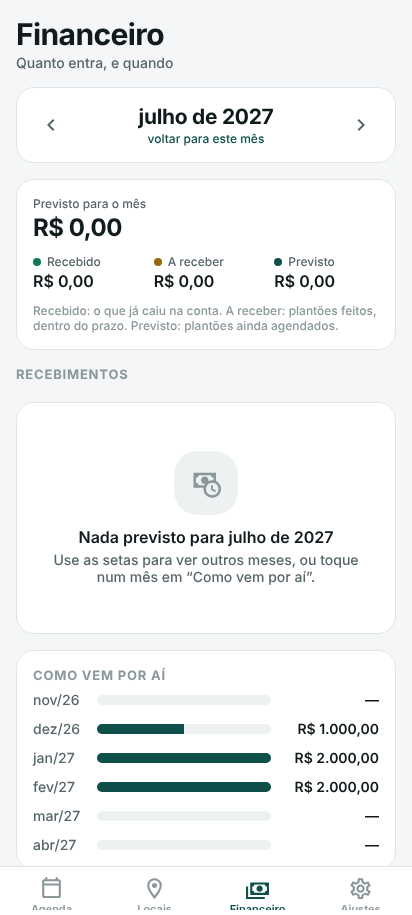 Financeiro
Quanto entra, e quando
julho de 2027
voltar para este mês
Previsto para o mês
R$ 0,00
Recebido
A receber
Previsto
R$ 0,00
R$ 0,00
R$ 0,00
Recebido: o que já caiu na conta. A receber: plantões feitos,
dentro do prazo. Previsto: plantões ainda agendados.
RECEBIMENTOS
Nada previsto para julho de 2027
Use as setas para ver outros meses, ou toque
num mês em “Como vem por aí”.
COMO VEM POR AÍ
nov/26 —
dez/26 R$ 1.000,00
jan/27 R$ 2.000,00
fev/27 R$ 2.000,00
mar/27 —
abr/27 —
Agenda
Locais
Financeiro
Ajustes